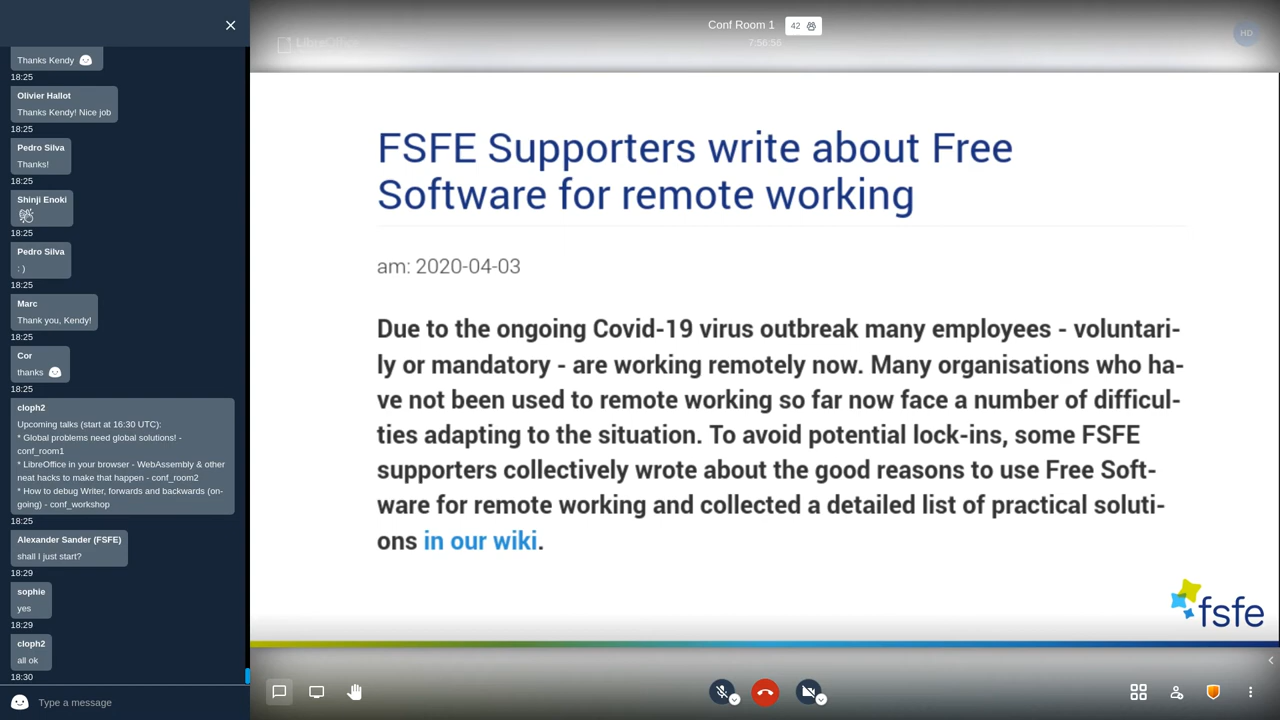 Thanks Kendy
18:25
Olivier Hallot
Thanks Kendy! Nice job
18:25
Pedro Silva
Thanks!
18:25
Shinji Enoki
18:25
Pedro Silva
: )
18:25
Marc
Thank you, Kendy!
18:25
Cor
thanks
18:25
cloph2
Upcoming talks (start at 16:30 UTC):
* Global problems need global solutions! -
conf_room1
* LibreOffice in your browser - WebAssembly & other
neat hacks to make that happen - conf_room2
* How to debug Writer, forwards and backwards (on-
going) - conf_workshop
18:25
Alexander Sander (FSFE)
shall I just start?
18:29
sophie
yes
18:29
cloph2
all ok
18:30
Type a message
Conf Room 1
42
7:56:56
LibreOffice
HD
FSFE Supporters write about Free
Software for remote working
am: 2020-04-03
Due to the ongoing Covid-19 virus outbreak many employees - voluntari-
ly or mandatory - are working remotely now. Many organisations who ha-
ve not been used to remote working so far now face a number of difficul-
ties adapting to the situation. To avoid potential lock-ins, some FSFE
supporters collectively wrote about the good reasons to use Free Soft-
ware for remote working and collected a detailed list of practical soluti-
ons in our wiki.
fsfe